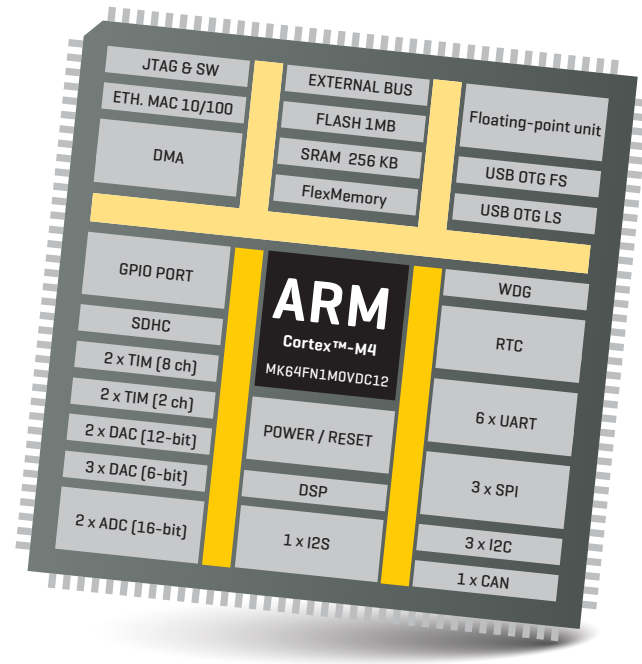 JTAG & SW
ETH. MAC 10/100
DMA
EXTERNAL BUS
FLASH 1MB
SRAM 256 KB
FlexMemory
Floating-point unit
USB OTG FS
USB OTG LS
GPIO PORT
SDHC
2 x TIM (8 ch)
2 x TIM (2 ch)
2 x DAC (12-bit)
3 x DAC (6-bit)
2 x ADC (16-bit)
ARM
Cortex™-M4
MK64FN1M0VDC12
POWER / RESET
DSP
1 x I2S
WDG
RTC
6 x UART
3 x SPI
3 x I2C
1 x CAN